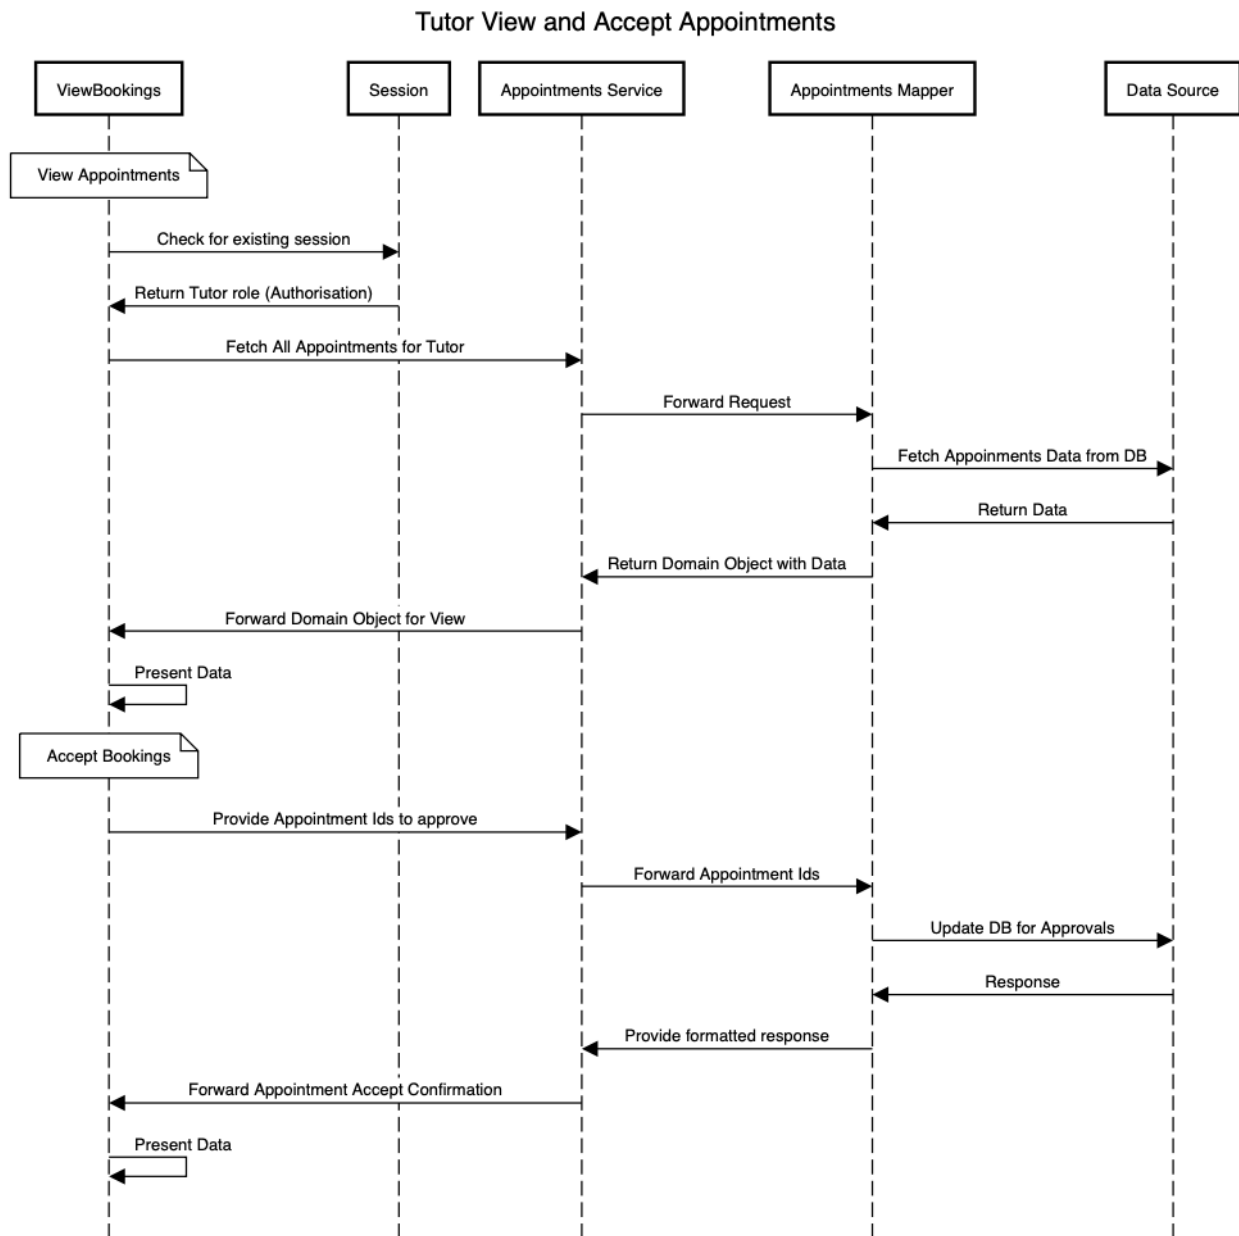 Tutor View and Accept Appointments
ViewBookings
Session
Appointments Service
Appointments Mapper
Data Source
View Appointments
Check for existing session
Return Tutor role (Authorisation)
Fetch All Appointments for Tutor
Forward Request
Fetch Appoinments Data from DB
Return Data
Return Domain Object with Data
Forward Domain Object for View
Present Data
Accept Bookings
Provide Appointment Ids to approve
Forward Appointment Ids
Update DB for Approvals
Response
Provide formatted response
Forward Appointment Accept Confirmation
Present Data